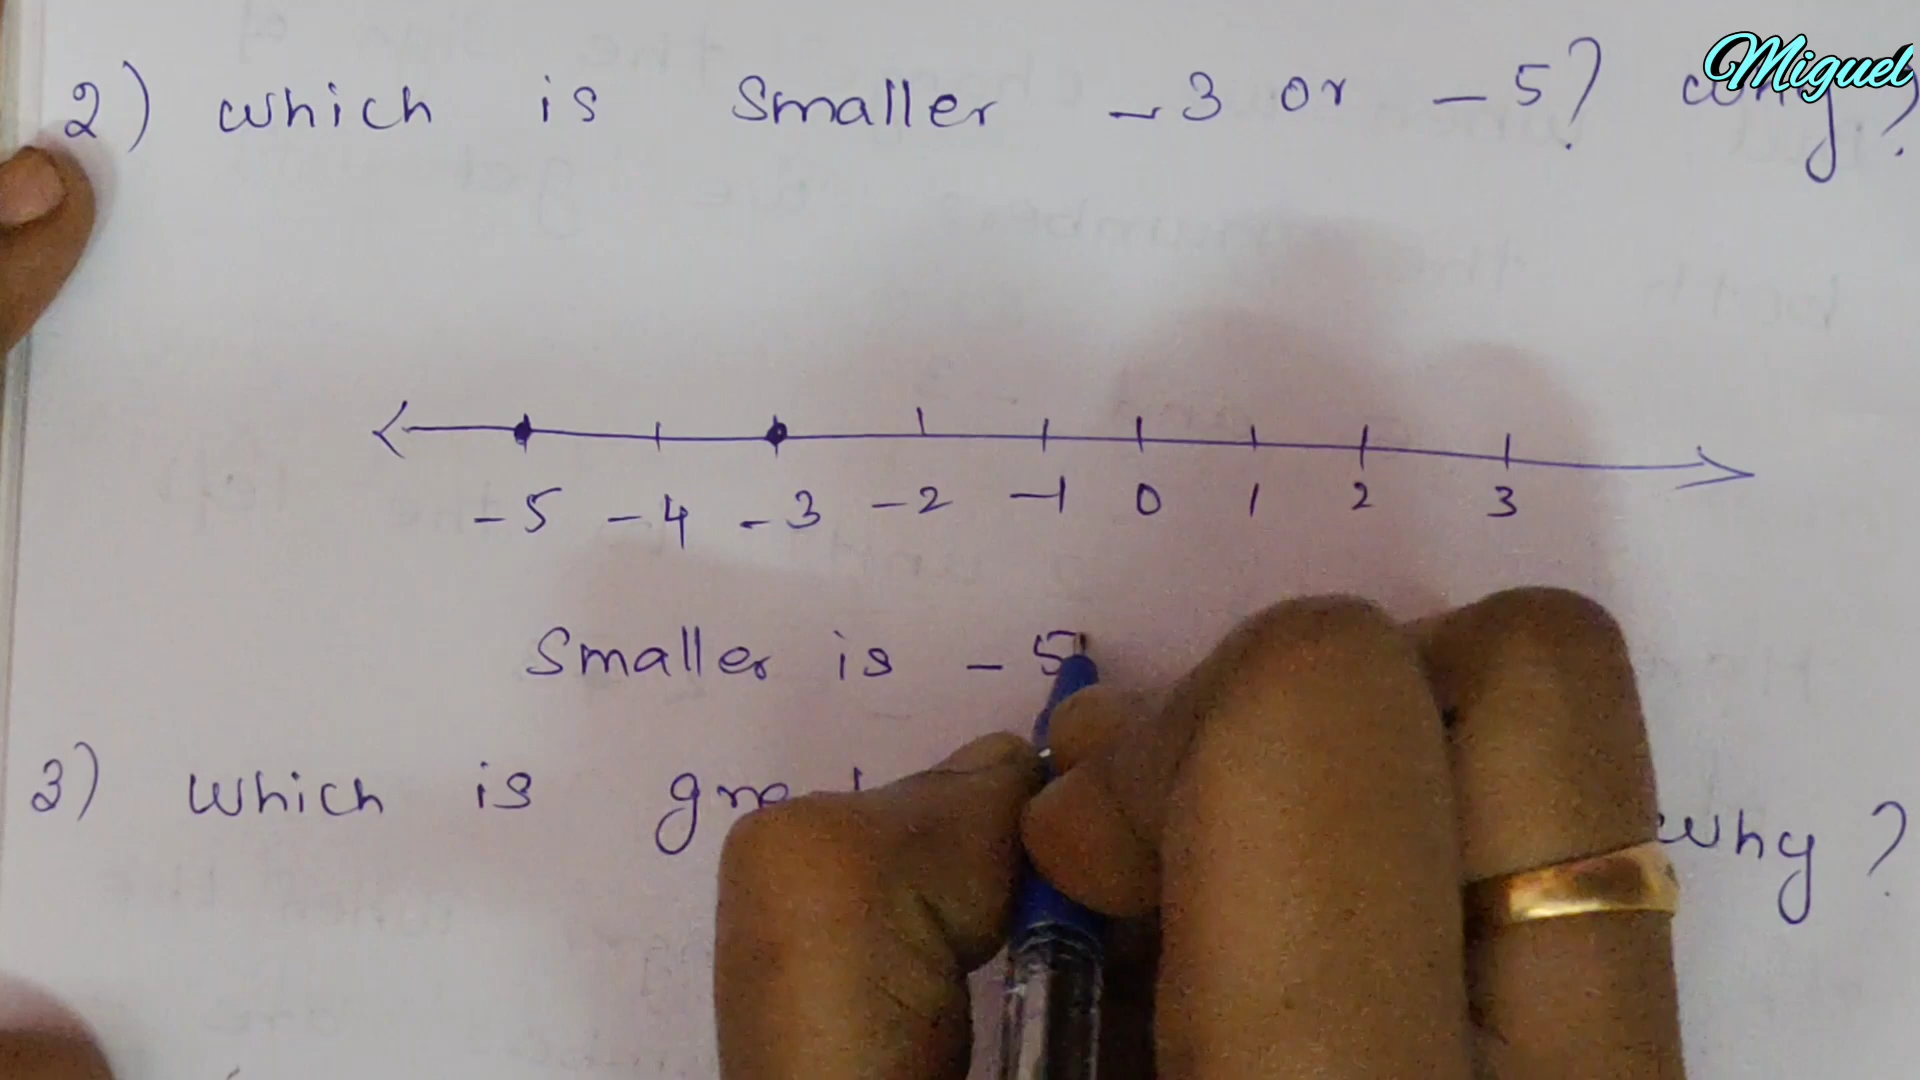 2) which is smaller -3 or -5? why?
Miguel
-5 -4 -3 -2 -1 0 1 2 3
Smaller is -5
3) which is why?